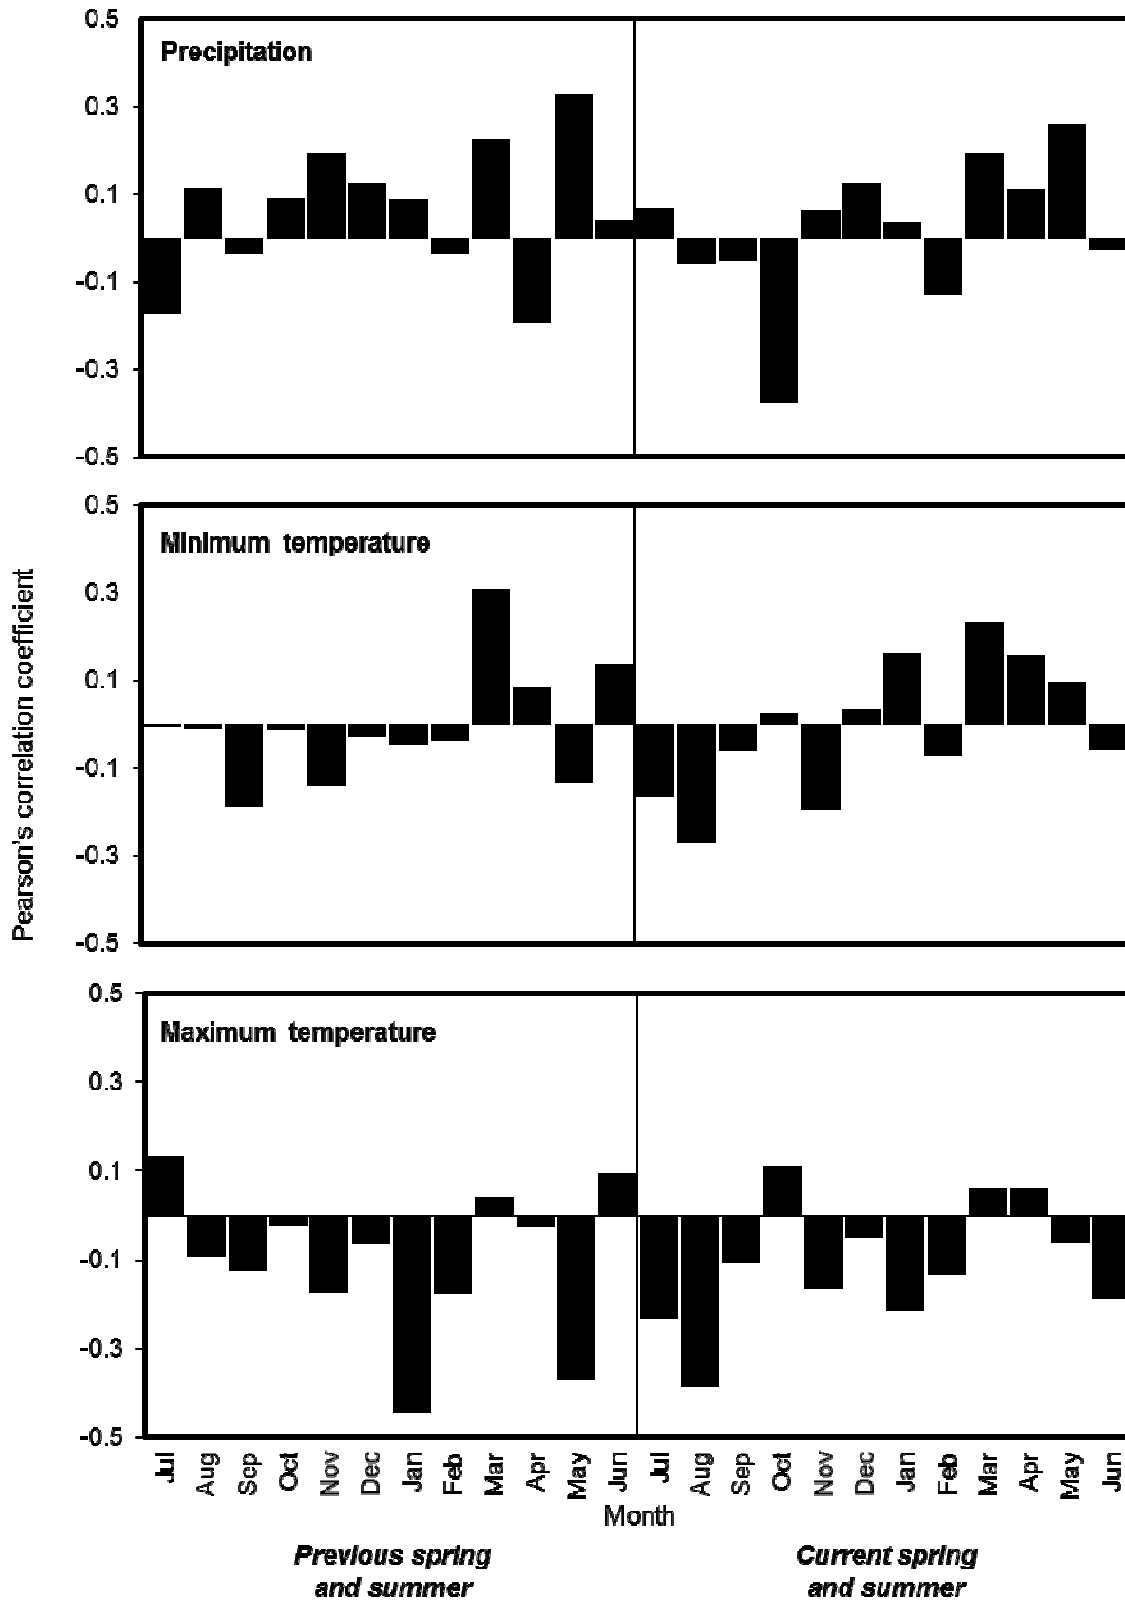 0.5
Precipitation
0.3
0.1
-0.1
-0.3
-0.5
0.5
Minimum temperature
0.3
0.1
-0.1
-0.3
-0.5
Pearson's correlation coefficient
0.5
Maximum temperature
0.3
0.1
-0.1
-0.3
-0.5
Jul Aug Scp Oct Nov Dec Jan Feb Mar Apr May Jun Jul Aug Sep Oct Nov Dec Jan Feb Mar Apr May Jun
Month
Previous spring Current spring
and summer and summer